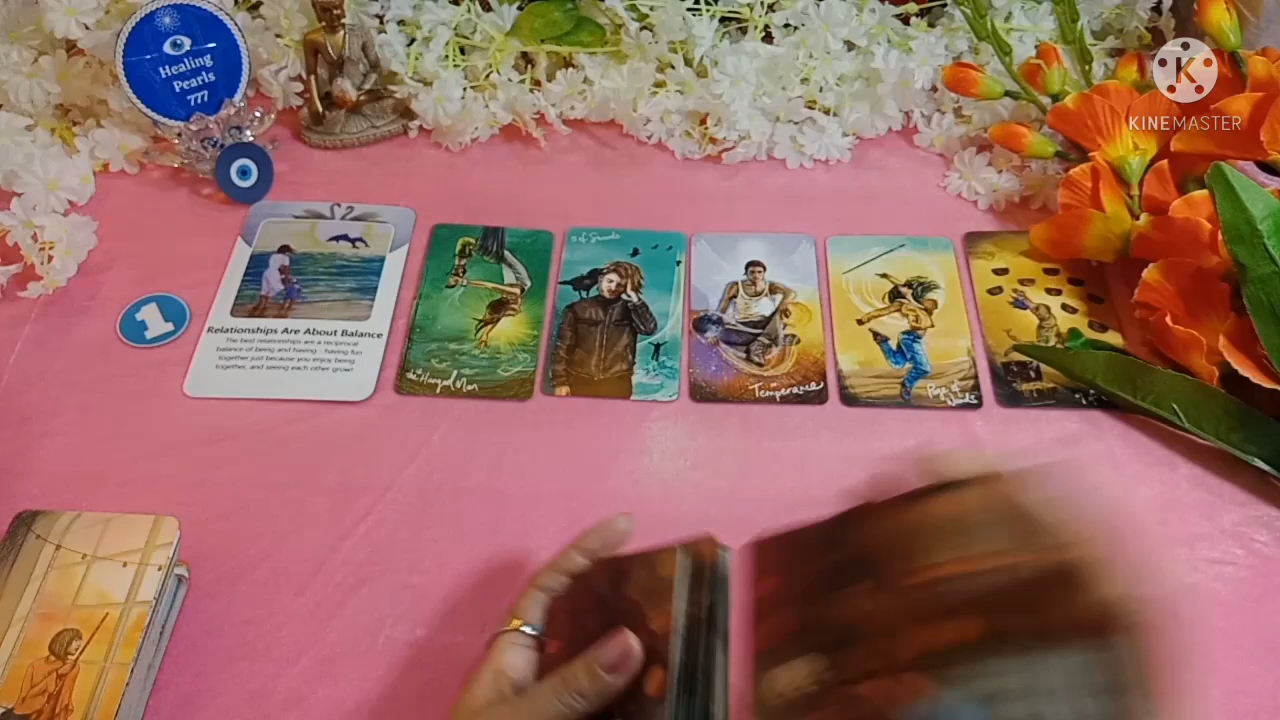 Healing
Pearls
777
KINEMASTER
1
Relationships Are About Balance
The best relationships are a reciprocal
balance of being and having - having fun
together just because you enjoy being
together, and seeing each other grow!
the Hanged Man
5 of Swords
Temperance
Page of
Wands